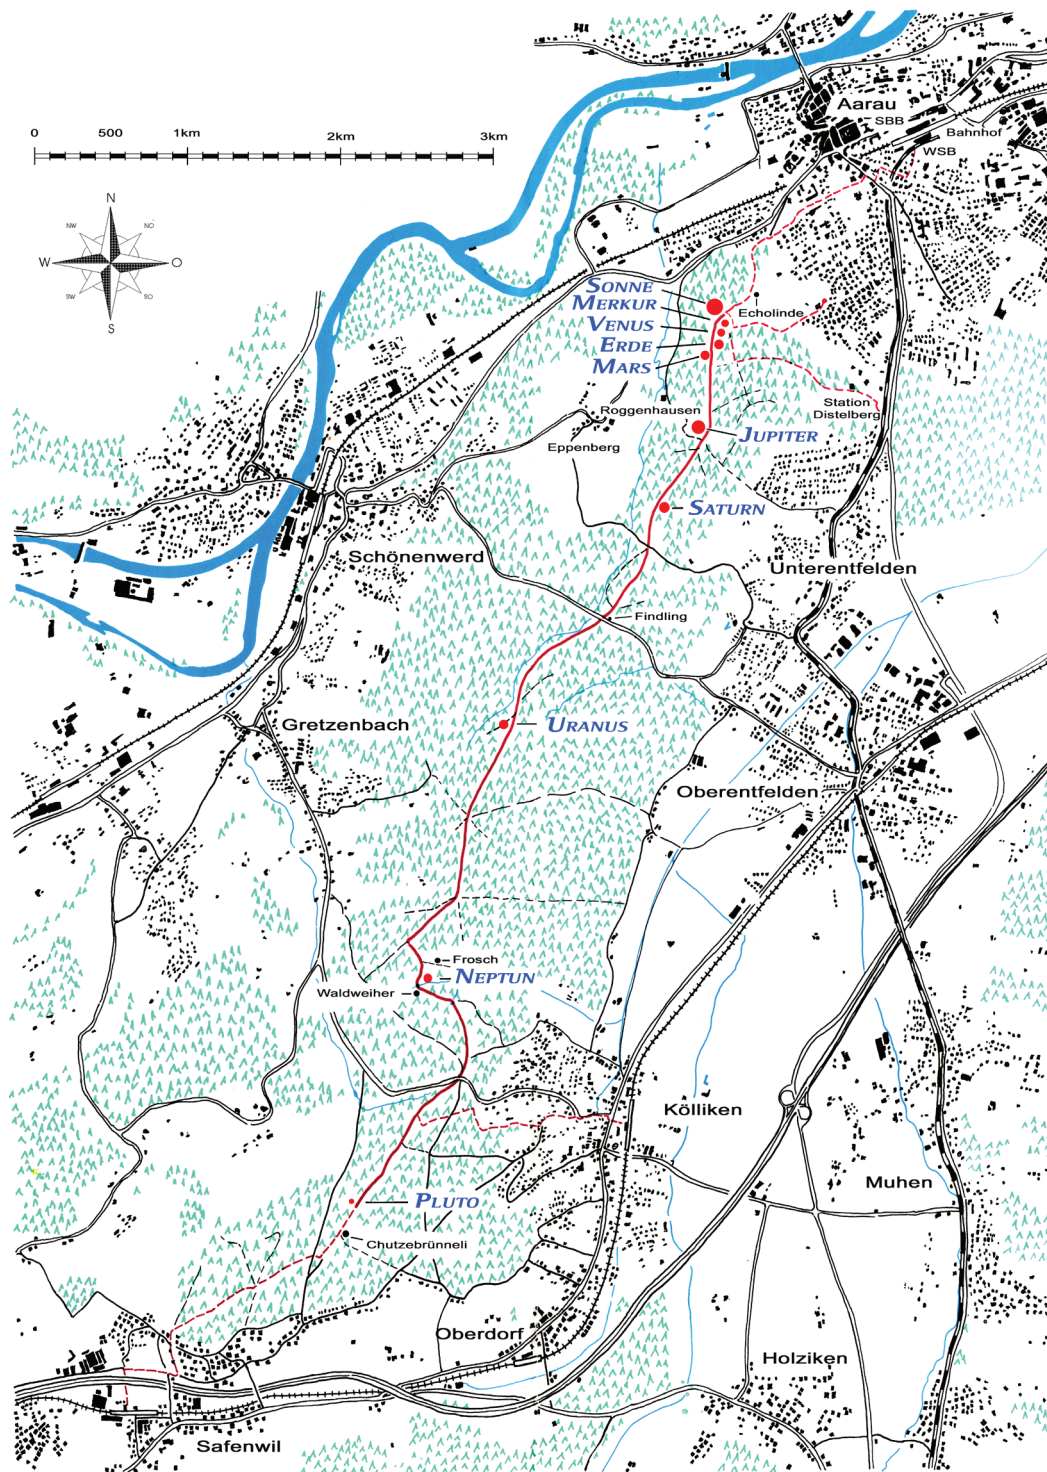 Aarau
SBB
Bahnhof
WSB
0 500 1km 2km 3km
N
NW NO
W O
SW SO
S
SONNE
MERKUR
VENUS
ERDE
MARS
Echolinde
Station
Distelberg
Roggenhausen
JUPITER
Eppenberg
SATURN
Schönenwerd
Unterentfelden
Findling
Gretzenbach
URANUS
Oberentfelden
Frosch
NEPTUN
Waldweiher
Kölliken
Muhen
PLUTO
Chutzebrünneli
Oberdorf
Holziken
Safenwil